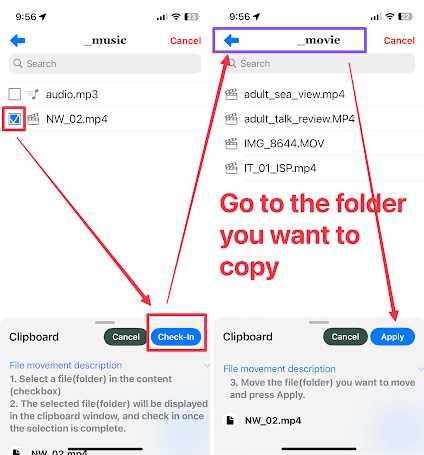 9:56
23
_music
Cancel
Search
audio.mp3
NW_02.mp4
Clipboard
Cancel
Check-In
File movement description
1. Select a file(folder) in the content
(checkbox)
2. The selected file(folder) will be displayed
in the clipboard window, and check in once
the selection is complete.
NW_02.mp4
9:56
22
_movie
Cancel
Search
adult_sea_view.mp4
adult_talk_review.MP4
IMG_8644.MOV
IT_01_ISP.mp4
Go to the folder
you want to
copy
Clipboard
Cancel
Apply
File movement description
3. Move the file(folder) you want to move
and press Apply.
NW_02.mp4